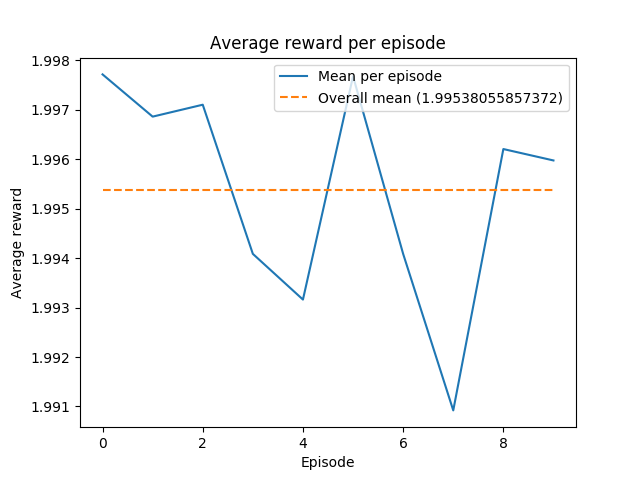 Average reward per episode
Mean per episode
Overall mean (1.99538055857372)
1.998
1.997
1.996
1.995
1.994
1.993
1.992
1.991
Average reward
0 2 4 6 8
Episode